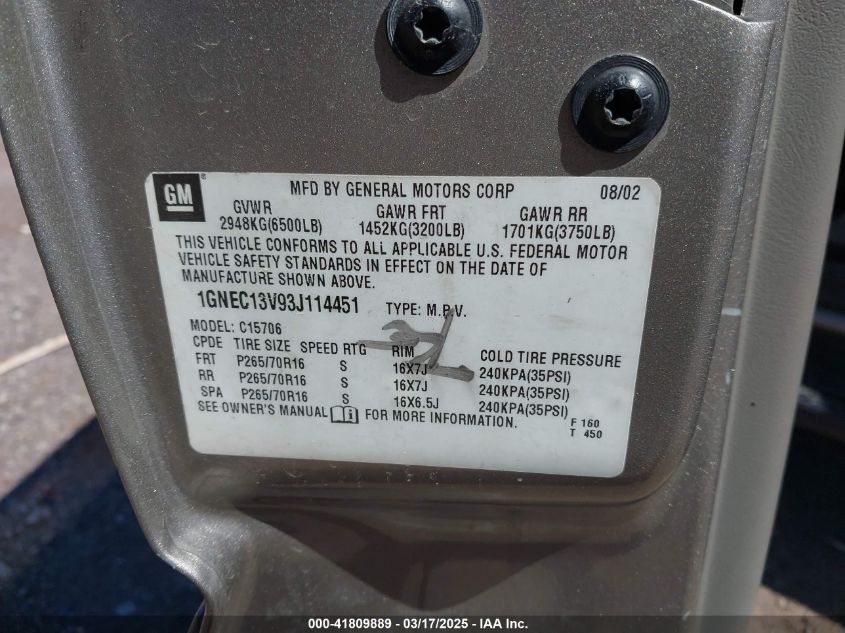 GM
MFD BY GENERAL MOTORS CORP 08/02
GVWR GAWR FRT GAWR RR
2948KG(6500LB) 1452KG(3200LB) 1701KG(3750LB)
THIS VEHICLE CONFORMS TO ALL APPLICABLE U.S. FEDERAL MOTOR
VEHICLE SAFETY STANDARDS IN EFFECT ON THE DATE OF
MANUFACTURE SHOWN ABOVE.
1GNEC13V93J114451 TYPE: M.P.V.
MODEL: C15706
CPDE TIRE SIZE SPEED RTG RIM COLD TIRE PRESSURE
FRT P265/70R16 S 16X7J 240KPA(35PSI)
RR P265/70R16 S 16X7J 240KPA(35PSI)
SPA P265/70R16 S 16X6.5J 240KPA(35PSI)
SEE OWNER'S MANUAL FOR MORE INFORMATION. F 160
T 450
000-41809889 — 03/17/2025 - IAA Inc.